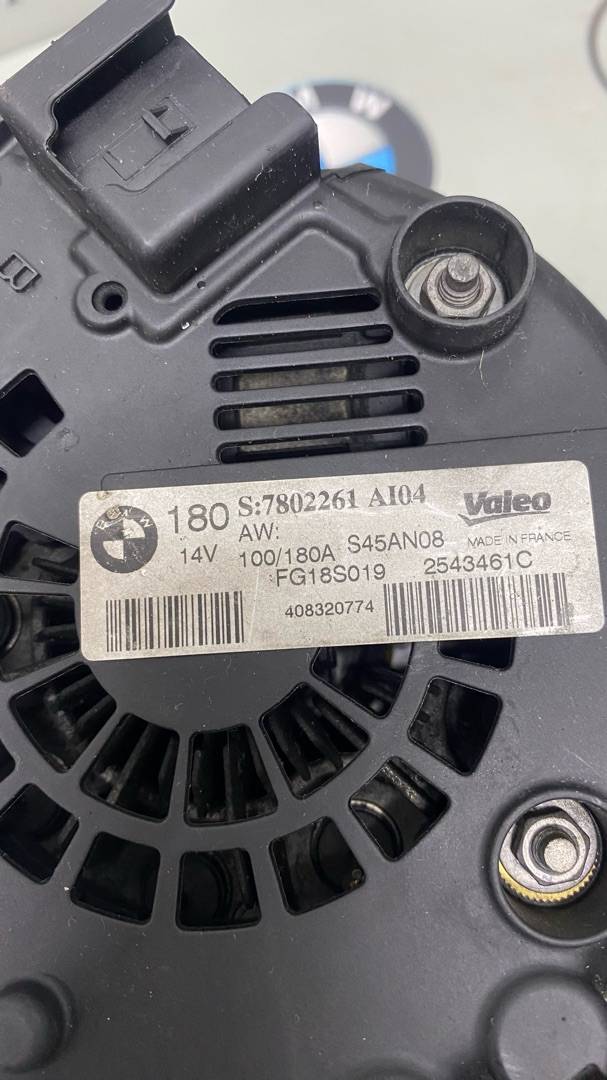 B M W
B
B M W
180 S:7802261 AI04 Valeo
AW:
14V 100/180A S45AN08 MADE IN FRANCE
FG18S019 2543461C
408320774